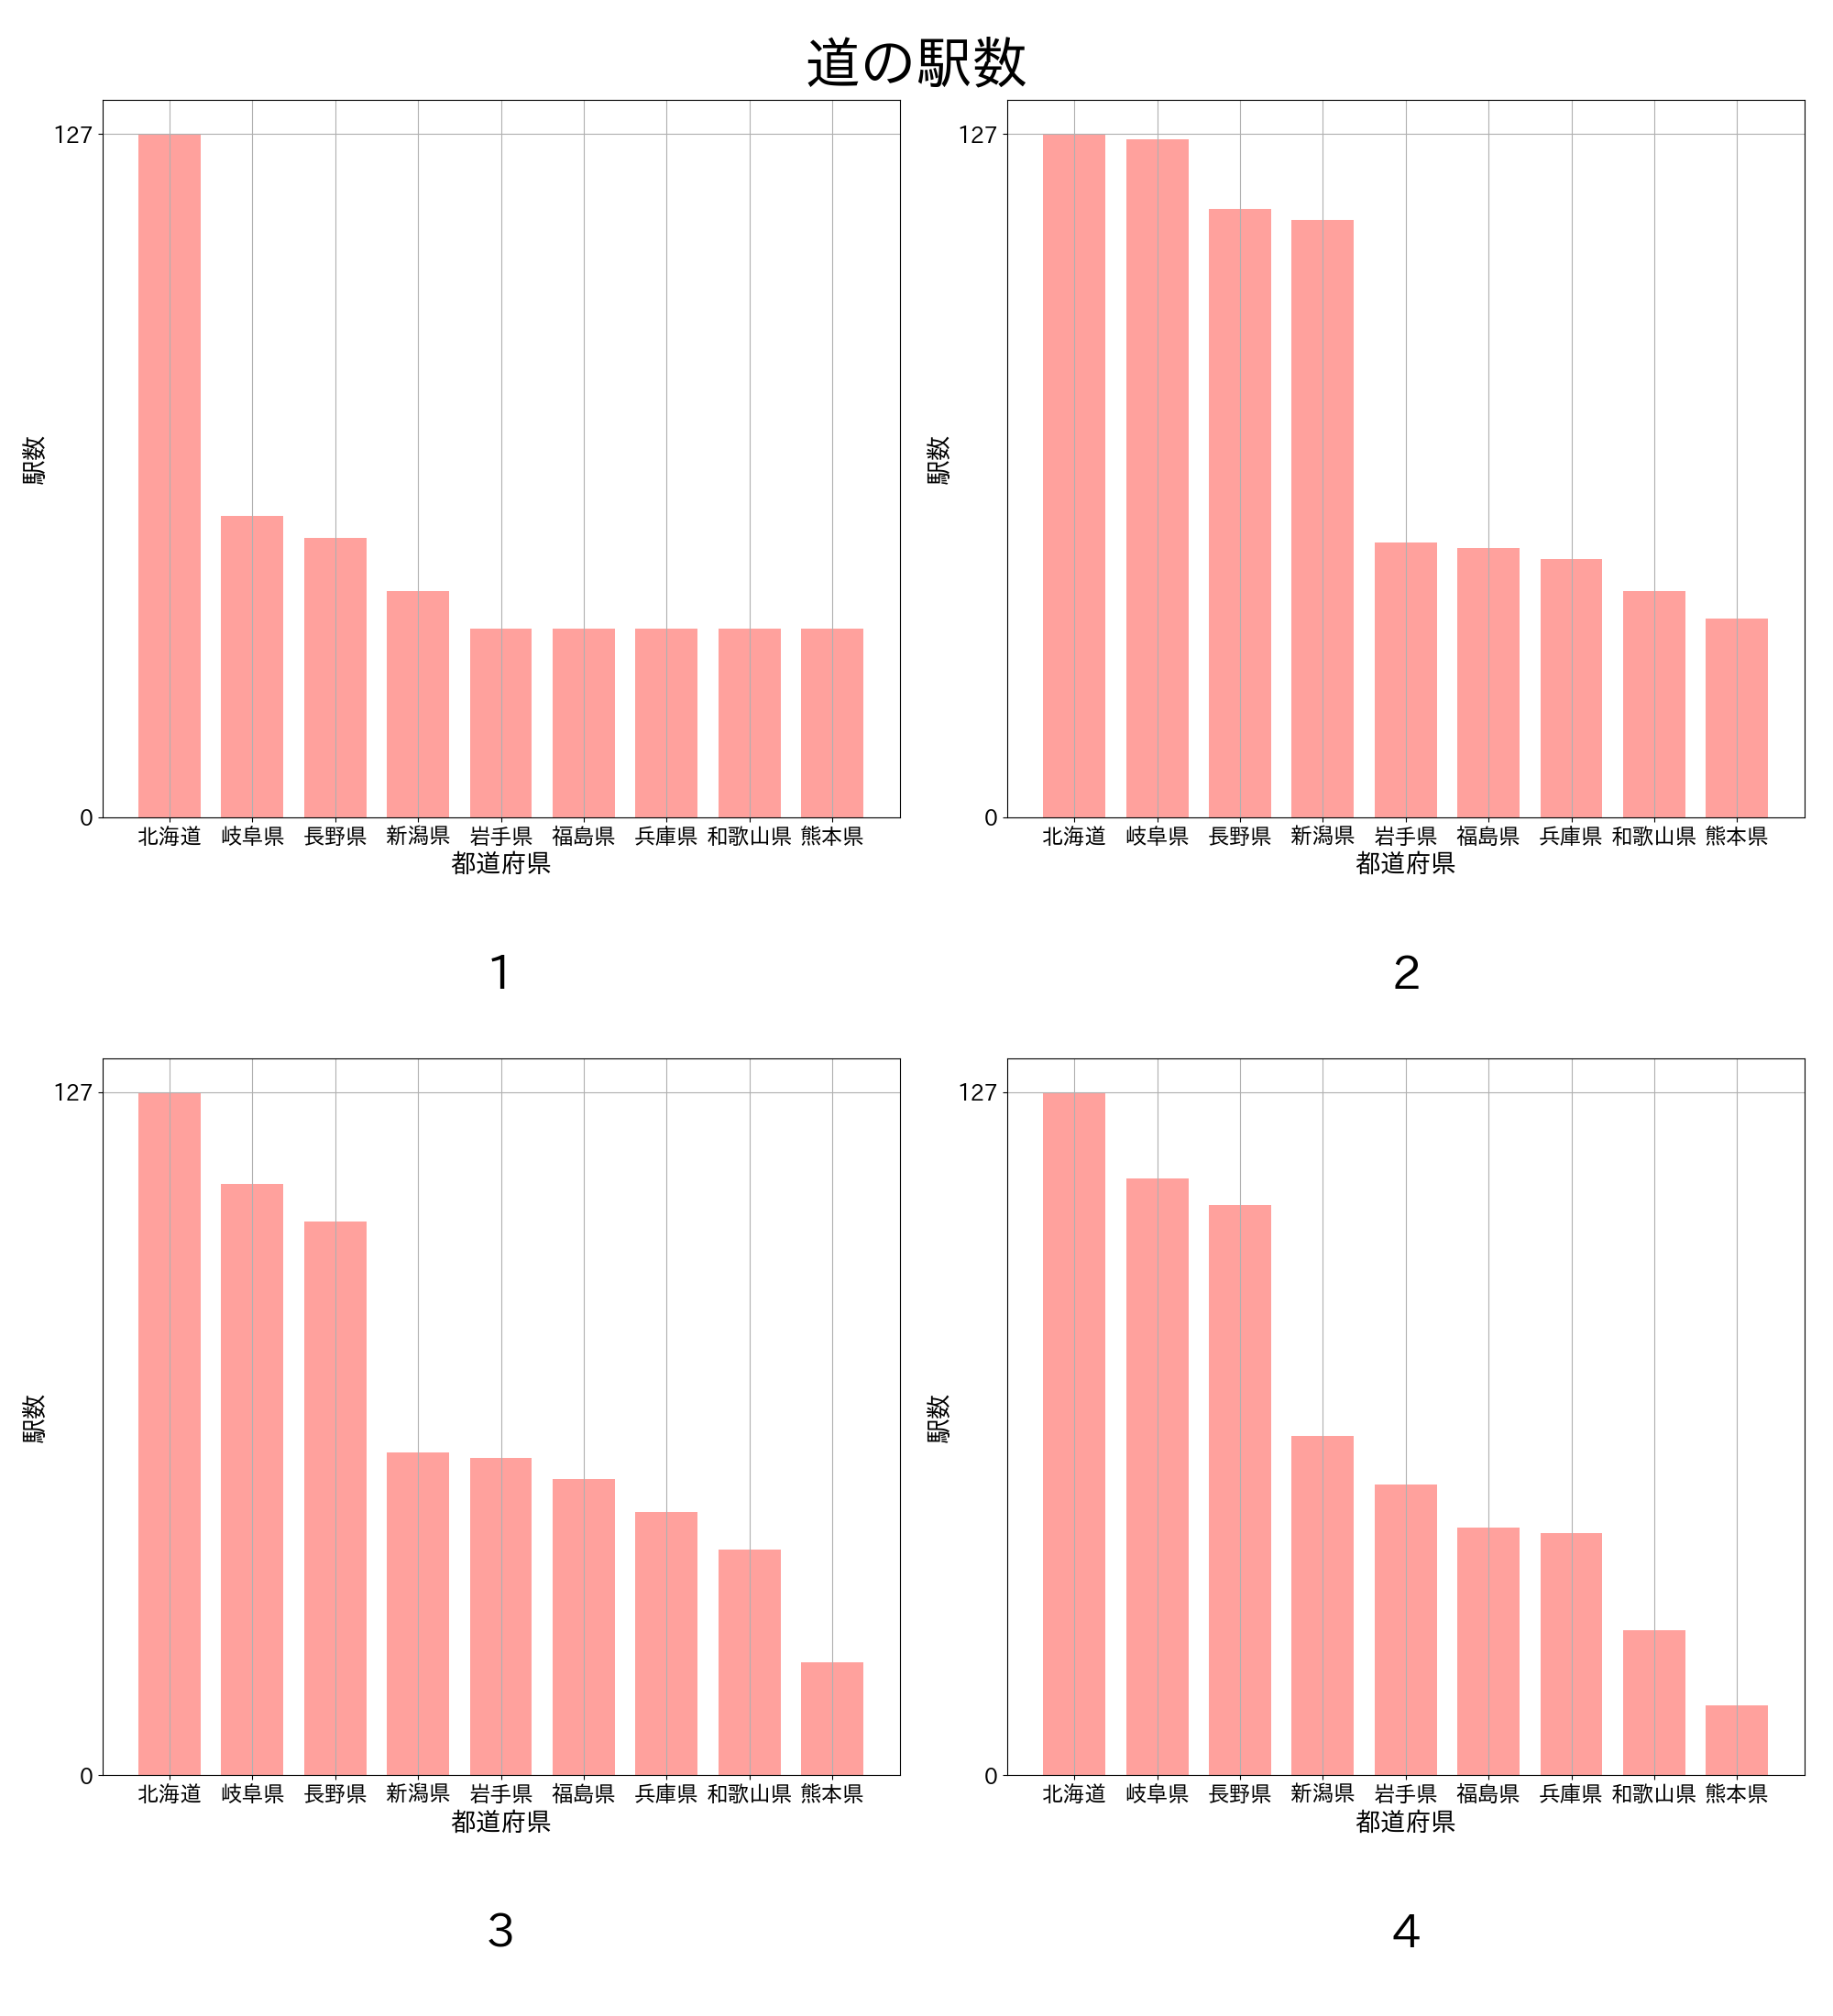 道の駅数
127
0
駅数
北海道 岐阜県 長野県 新潟県 岩手県 福島県 兵庫県 和歌山県 熊本県
都道府県
1
127
0
駅数
北海道 岐阜県 長野県 新潟県 岩手県 福島県 兵庫県 和歌山県 熊本県
都道府県
2
127
0
駅数
北海道 岐阜県 長野県 新潟県 岩手県 福島県 兵庫県 和歌山県 熊本県
都道府県
3
127
0
駅数
北海道 岐阜県 長野県 新潟県 岩手県 福島県 兵庫県 和歌山県 熊本県
都道府県
4